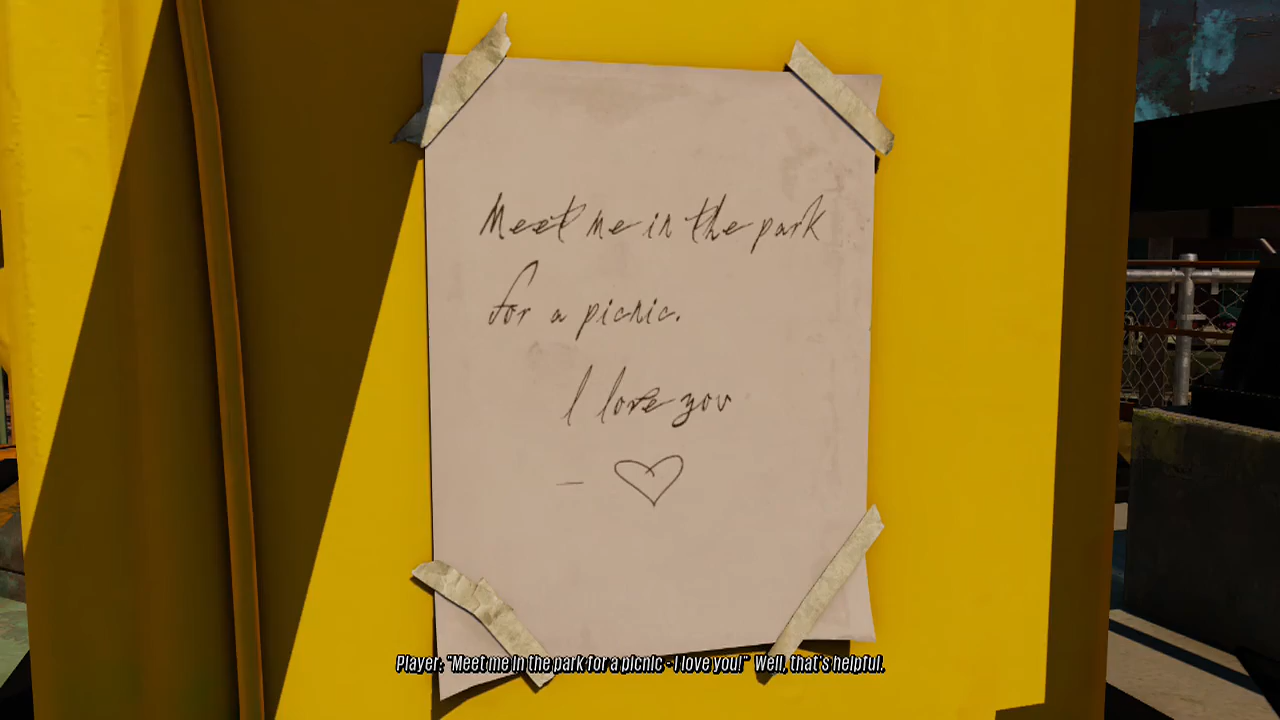 Meet me in the park
for a picnic.
I love you
- ♡
Player: "Meet me in the park for a picnic - I love you!" Well, that's helpful.